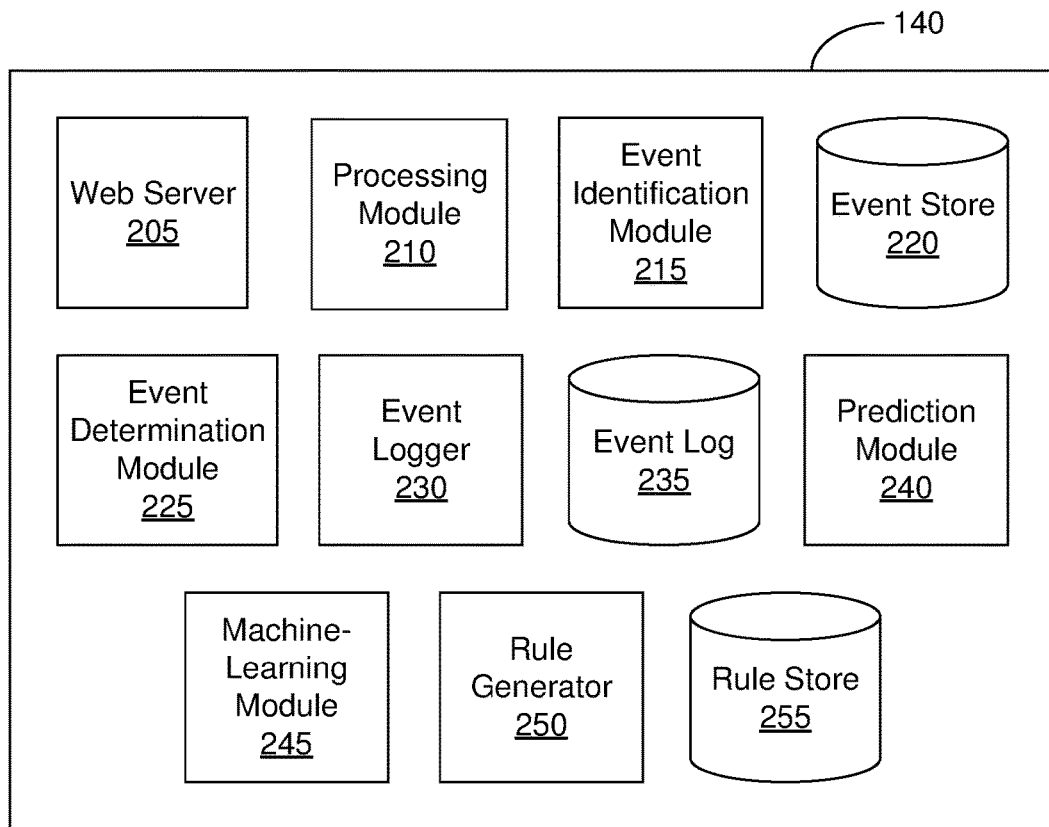 140
Web Server
205
Processing
Module
210
Event
Identification
Module
215
Event Store
220
Event
Determination
Module
225
Event
Logger
230
Event Log
235
Prediction
Module
240
Machine-
Learning
Module
245
Rule
Generator
250
Rule Store
255